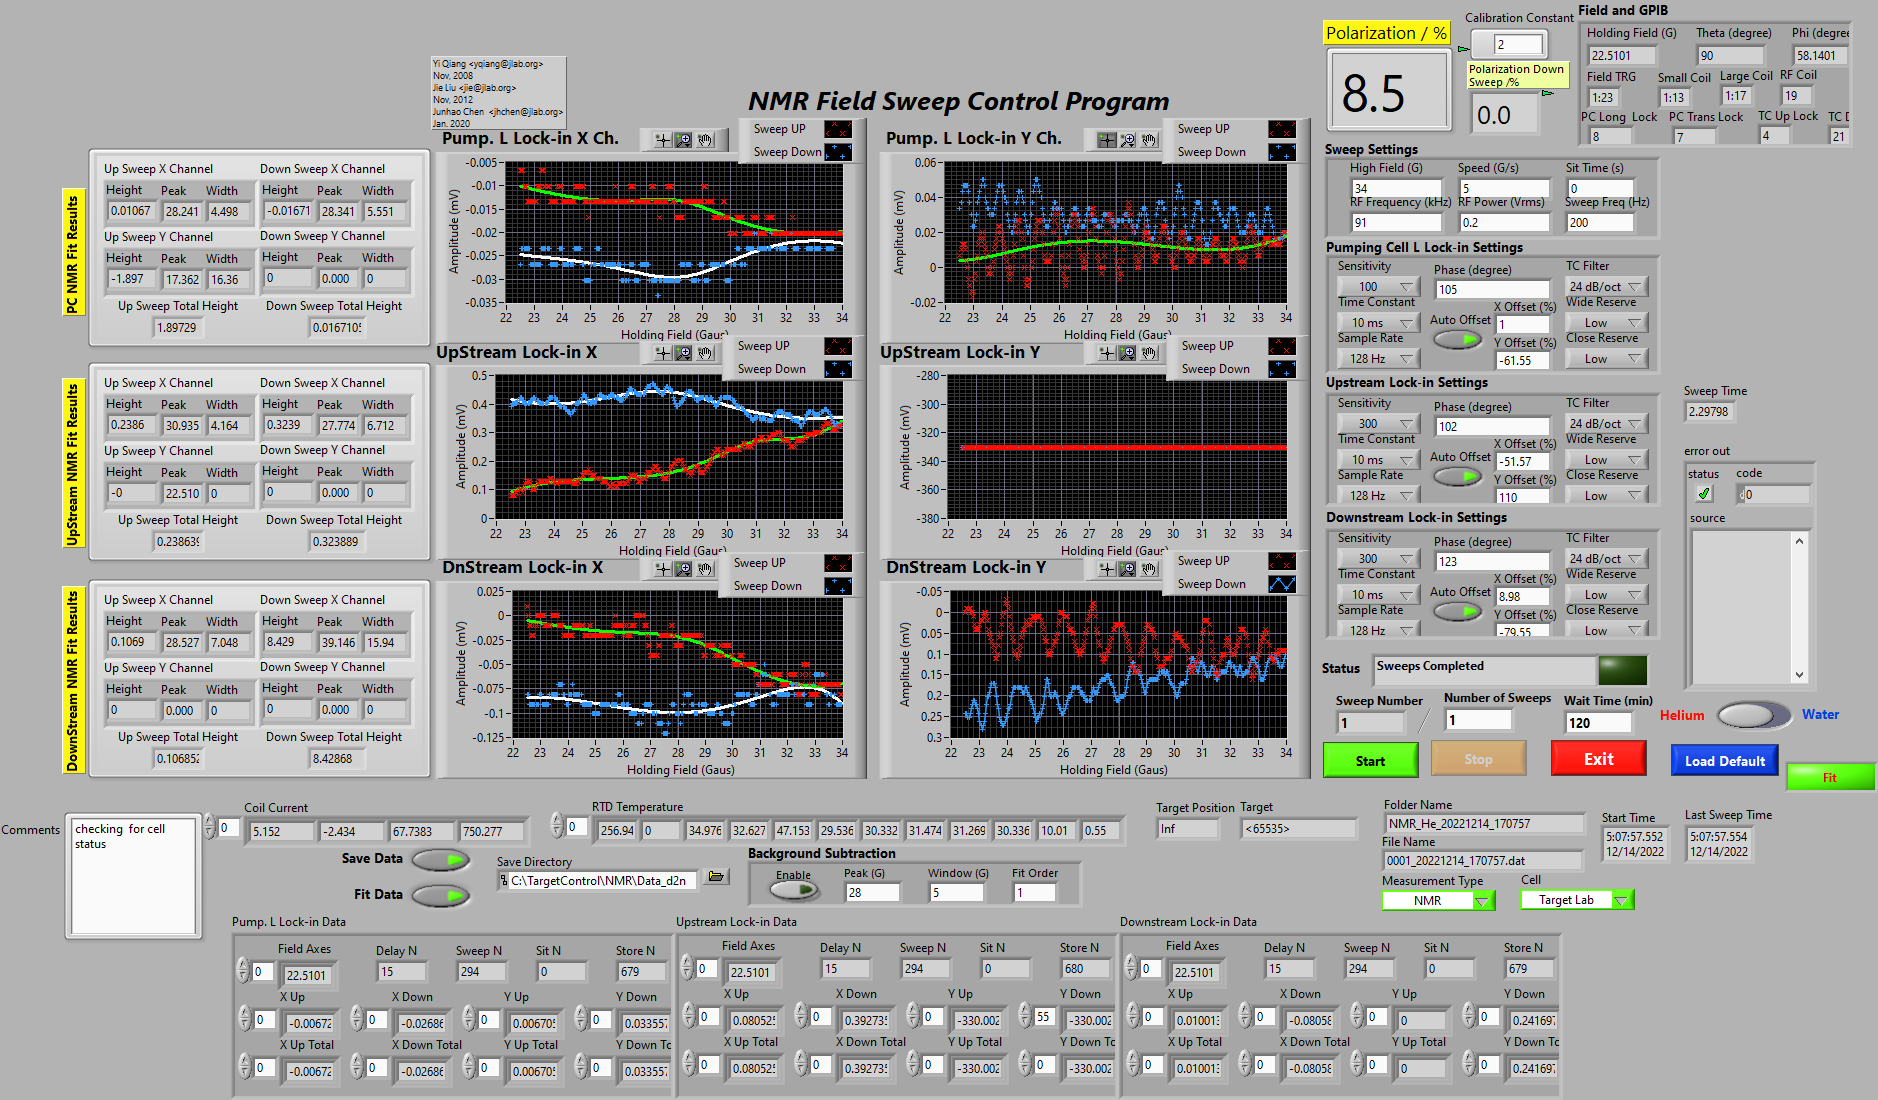 Yi Qiang <yqiang@jlab.org>
Nov, 2008
Jie Liu <jie@jlab.org>
Nov, 2012
Junhao Chen <jhchen@jlab.org>
Jan. 2020
NMR Field Sweep Control Program
Polarization / %
8.5
Calibration Constant
2
Polarization Down
Sweep /%
0.0
Field and GPIB
Holding Field (G) Theta (degree) Phi (degree
22.5101 90 58.1401
Field TRG Small Coil Large Coil RF Coil
1:23 1:13 1:17 19
PC Long Lock PC Trans Lock TC Up Lock TC D
8 7 4 21
PC NMR Fit Results
Up Sweep X Channel Down Sweep X Channel
Height Peak Width Height Peak Width
0.01067 28.241 4.498 -0.01671 28.341 5.551
Up Sweep Y Channel Down Sweep Y Channel
Height Peak Width Height Peak Width
-1.897 17.362 16.36 0 0.000 0
Up Sweep Total Height Down Sweep Total Height
1.89729 0.016710
UpStream NMR Fit Results
Up Sweep X Channel Down Sweep X Channel
Height Peak Width Height Peak Width
0.2386 30.935 4.164 0.3239 27.774 6.712
Up Sweep Y Channel Down Sweep Y Channel
Height Peak Width Height Peak Width
-0 22.510 0 0 0.000 0
Up Sweep Total Height Down Sweep Total Height
0.238639 0.323889
DownStream NMR Fit Results
Up Sweep X Channel Down Sweep X Channel
Height Peak Width Height Peak Width
0.1069 28.527 7.048 8.429 39.146 15.94
Up Sweep Y Channel Down Sweep Y Channel
Height Peak Width Height Peak Width
0 0.000 0 0 0.000 0
Up Sweep Total Height Down Sweep Total Height
0.106852 8.42868
Pump. L Lock-in X Ch.
Sweep UP
Sweep Down
Amplitude (mV)
-0.005
-0.01
-0.015
-0.02
-0.025
-0.03
-0.035
22 23 24 25 26 27 28 29 30 31 32 33 34
Holding Field (Gaus)
Pump. L Lock-in Y Ch.
Sweep UP
Sweep Down
Amplitude (mV)
0.06
0.04
0.02
0
-0.02
22 23 24 25 26 27 28 29 30 31 32 33 34
Holding Field (Gaus)
UpStream Lock-in X
Sweep UP
Sweep Down
Amplitude (mV)
0.5
0.4
0.3
0.2
0.1
0
22 23 24 25 26 27 28 29 30 31 32 33 34
Holding Field (Gaus)
UpStream Lock-in Y
Sweep UP
Sweep Down
Amplitude (mV)
-280
-300
-320
-340
-360
-380
22 23 24 25 26 27 28 29 30 31 32 33 34
Holding Field (Gaus)
DnStream Lock-in X
Sweep UP
Sweep Down
Amplitude (mV)
0.025
0
-0.025
-0.05
-0.075
-0.1
-0.125
22 23 24 25 26 27 28 29 30 31 32 33 34
Holding Field (Gaus)
DnStream Lock-in Y
Sweep UP
Sweep Down
Amplitude (mV)
-0.05
0
0.05
0.1
0.15
0.2
0.25
0.3
22 23 24 25 26 27 28 29 30 31 32 33 34
Holding Field (Gaus)
Sweep Settings
High Field (G) Speed (G/s) Sit Time (s)
34 5 0
RF Frequency (kHz) RF Power (Vrms) Sweep Freq (Hz)
91 0.2 200
Pumping Cell L Lock-in Settings
Sensitivity Phase (degree) TC Filter
100 105 24 dB/oct
Time Constant X Offset (%) Wide Reserve
10 ms Auto Offset 1 Low
Sample Rate Y Offset (%) Close Reserve
128 Hz -61.55 Low
Upstream Lock-in Settings
Sensitivity Phase (degree) TC Filter
300 102 24 dB/oct
Time Constant X Offset (%) Wide Reserve
10 ms Auto Offset -51.57 Low
Sample Rate Y Offset (%) Close Reserve
128 Hz 110 Low
Downstream Lock-in Settings
Sensitivity Phase (degree) TC Filter
300 123 24 dB/oct
Time Constant X Offset (%) Wide Reserve
10 ms Auto Offset 8.98 Low
Sample Rate Y Offset (%) Close Reserve
128 Hz -79.55 Low
Sweep Time
2.29798
error out
status code
0
source
Status Sweeps Completed
Sweep Number Number of Sweeps Wait Time (min)
1 / 1 120
Helium Water
Start Stop Exit Load Default Fit
Comments
checking for cell
status
Coil Current
0 5.152 -2.434 67.7383 750.277
RTD Temperature
0 256.94 0 34.976 32.627 47.153 29.536 30.332 31.474 31.269 30.336 10.01 0.55
Target Position Target
Inf <65535>
Folder Name
NMR_He_20221214_170757
File Name
0001_20221214_170757.dat
Start Time
5:07:57.552
12/14/2022
Last Sweep Time
5:07:57.554
12/14/2022
Measurement Type Cell
NMR Target Lab
Save Data
Fit Data
Save Directory
C:\TargetControl\NMR\Data_d2n
Background Subtraction
Enable Peak (G) Window (G) Fit Order
28 5 1
Pump. L Lock-in Data
Field Axes Delay N Sweep N Sit N Store N
0 22.5101 15 294 0 679
X Up X Down Y Up Y Down
0 -0.00672 0 -0.02686 0 0.00670 0 0.03355
X Up Total X Down Total Y Up Total Y Down To
0 -0.00672 0 -0.02686 0 0.00670 0 0.03355
Upstream Lock-in Data
Field Axes Delay N Sweep N Sit N Store N
0 22.5101 15 294 0 680
X Up X Down Y Up Y Down
0 0.08052 0 0.39273 0 -330.002 55 -330.002
X Up Total X Down Total Y Up Total Y Down Tc
0 0.08052 0 0.39273 0 -330.002 0 -330.002
Downstream Lock-in Data
Field Axes Delay N Sweep N Sit N Store N
0 22.5101 15 294 0 679
X Up X Down Y Up Y Down
0 0.01001 0 -0.08058 0 0 0 0.24169
X Up Total X Down Total Y Up Total Y Down Tc
0 0.01001 0 -0.08058 0 0 0 0.24169